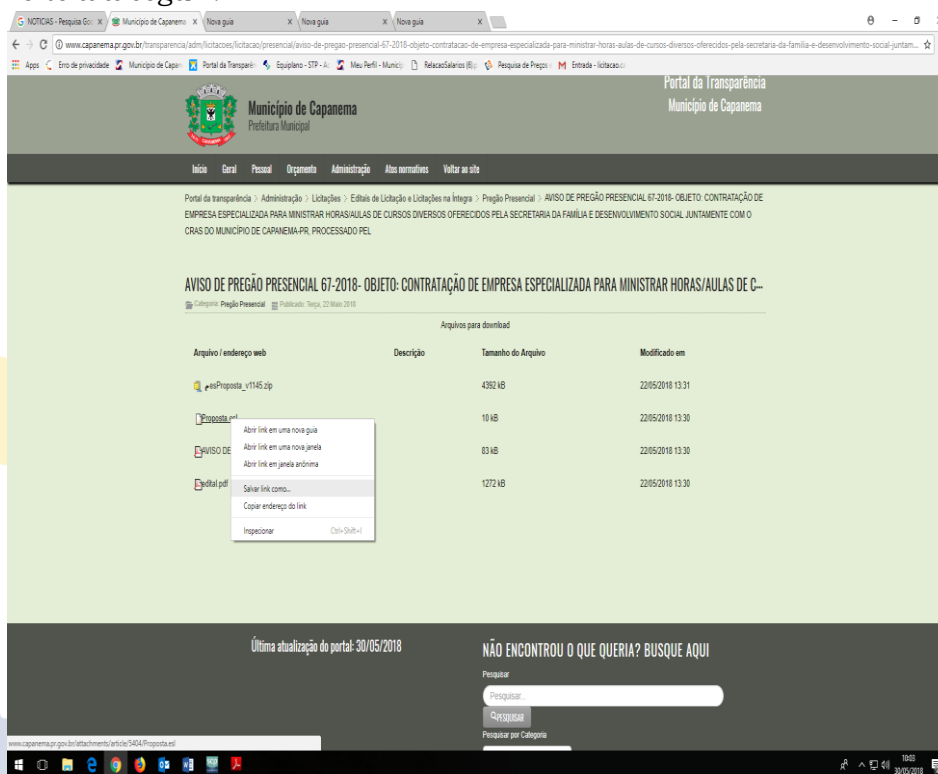 NOTICIAS - Pesquisa Go
Município de Capanema
Nova guia
Nova guia
Nova guia
www.capanema.pr.gov.br/transparencia/adm/licitacoes/licitacao/presencial/aviso-de-pregao-presencial-67-2018-objeto-contratacao-de-empresa-especializada-para-ministrar-horas-aulas-de-cursos-diversos-oferecidos-pela-secretaria-da-familia-e-desenvolvimento-social-juntam...
Apps
Erro de privacidade
Município de Capan
Portal da Transparên
Equiplano - STP - Ac
Meu Perfil - Municíp
RelacaoSalarios (8)
Pesquisa de Preços
Entrada - licitacao.c
Município de Capanema
Prefeitura Municipal
Portal da Transparência
Município de Capanema
Início Geral Pessoal Orçamento Administração Atos normativos Voltar ao site
Portal da transparência > Administração > Licitações > Editais de Licitação e Licitações na Íntegra > Pregão Presencial > AVISO DE PREGÃO PRESENCIAL 67-2018- OBJETO: CONTRATAÇÃO DE
EMPRESA ESPECIALIZADA PARA MINISTRAR HORAS/AULAS DE CURSOS DIVERSOS OFERECIDOS PELA SECRETARIA DA FAMÍLIA E DESENVOLVIMENTO SOCIAL JUNTAMENTE COM O
CRAS DO MUNICÍPIO DE CAPANEMA-PR, PROCESSADO PEL
AVISO DE PREGÃO PRESENCIAL 67-2018- OBJETO: CONTRATAÇÃO DE EMPRESA ESPECIALIZADA PARA MINISTRAR HORAS/AULAS DE C...
Categoria: Pregão Presencial Publicado: Terça, 22 Maio 2018
Arquivos para download
Arquivo / endereço web Descrição Tamanho do Arquivo Modificado em
esProposta_v1145.zip 4392 kB 22/05/2018 13:31
Proposta.esl 10 kB 22/05/2018 13:30
AVISO DE 83 kB 22/05/2018 13:30
edital.pdf 1272 kB 22/05/2018 13:30
Abrir link em uma nova guia
Abrir link em uma nova janela
Abrir link em janela anônima
Salvar link como...
Copiar endereço do link
Inspecionar Ctrl+Shift+I
Última atualização do portal: 30/05/2018
NÃO ENCONTROU O QUE QUERIA? BUSQUE AQUI
Pesquisar
Pesquisar...
PESQUISAR
Pesquisar por Categoria
www.capanema.pr.gov.br/attachments/article/5404/Proposta.esl
10:03
30/05/2018